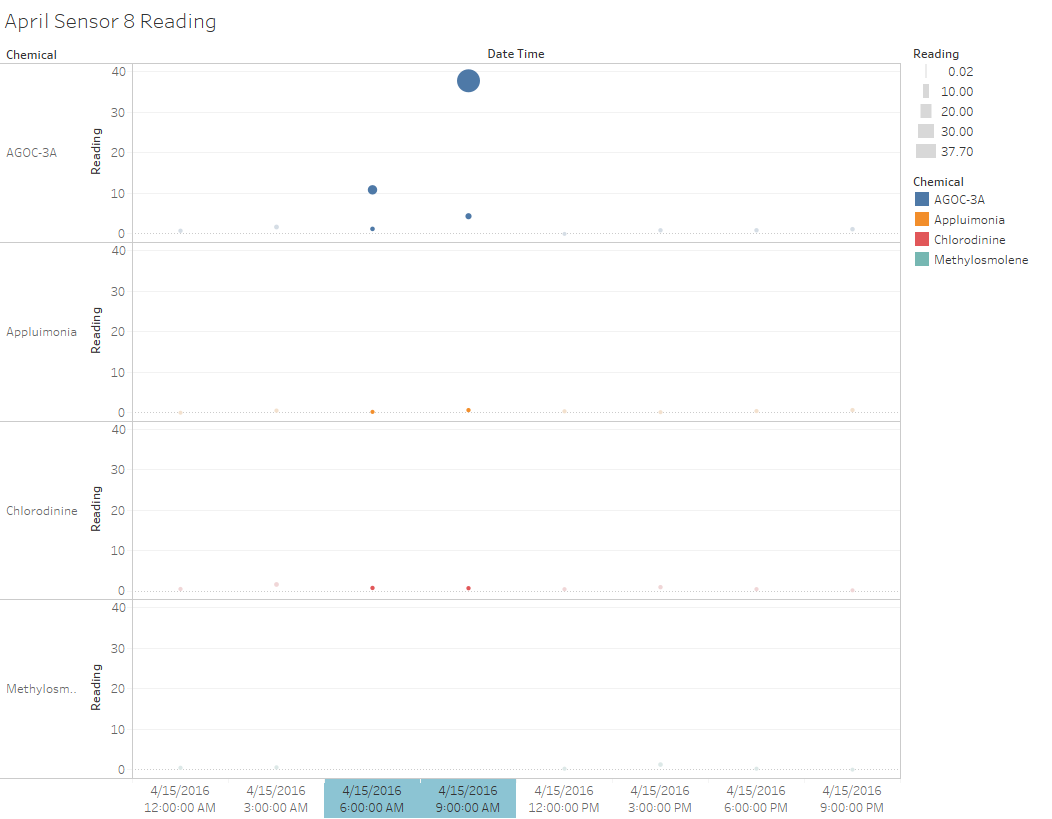 April Sensor 8 Reading
Chemical
Date Time
AGOC-3A
Reading
40
30
20
10
0
Appluimonia
Reading
40
30
20
10
0
Chlorodinine
Reading
40
30
20
10
0
Methylosm..
Reading
40
30
20
10
0
4/15/2016
12:00:00 AM
4/15/2016
3:00:00 AM
4/15/2016
6:00:00 AM
4/15/2016
9:00:00 AM
4/15/2016
12:00:00 PM
4/15/2016
3:00:00 PM
4/15/2016
6:00:00 PM
4/15/2016
9:00:00 PM
Reading
0.02
10.00
20.00
30.00
37.70
Chemical
AGOC-3A
Appluimonia
Chlorodinine
Methylosmolene